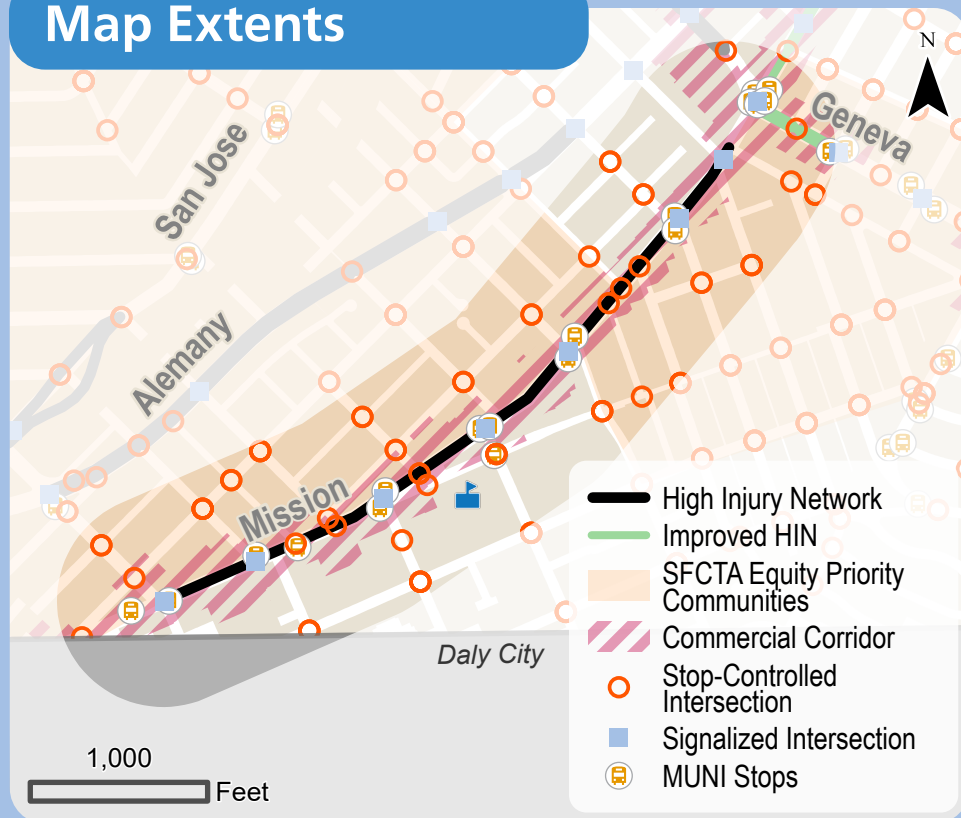 Map Extents
N
Geneva
San Jose
Alemany
Mission
Daly City
High Injury Network
Improved HIN
SFCTA Equity Priority
Communities
Commercial Corridor
Stop-Controlled
Intersection
Signalized Intersection
MUNI Stops
1,000
Feet